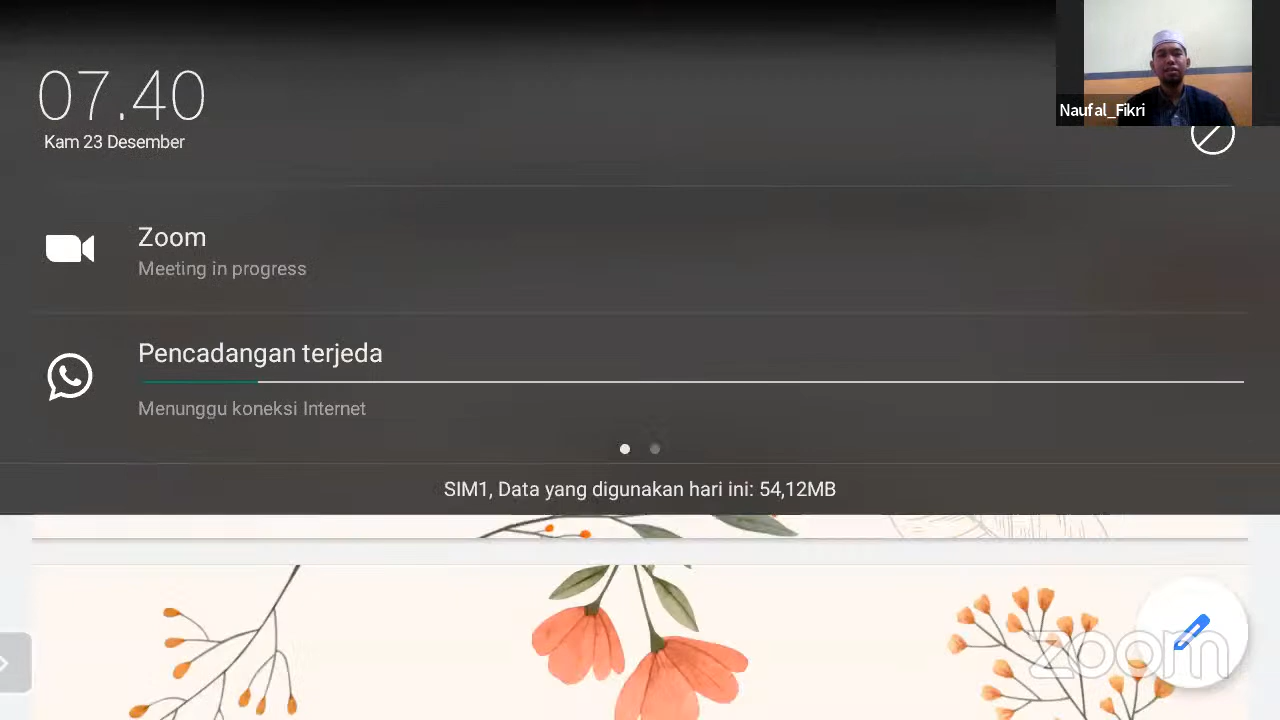 07.40
Kam 23 Desember
Naufal_Fikri
Zoom
Meeting in progress
Pencadangan terjeda
Menunggu koneksi Internet
SIM1, Data yang digunakan hari ini: 54,12MB
zoom